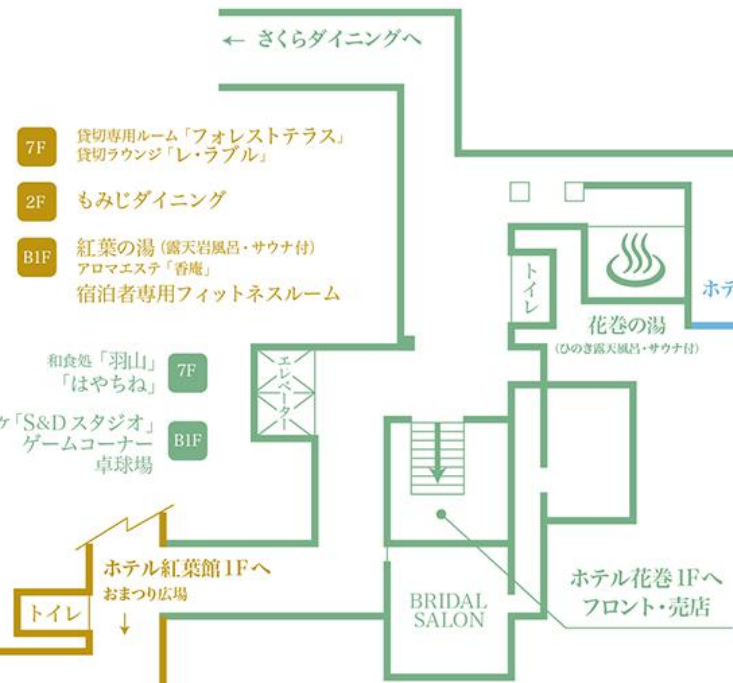 ← さくらダイニングへ
7F
貸切専用ルーム「フォレストテラス」
貸切ラウンジ「レ・ラブル」
2F
もみじダイニング
B1F
紅葉の湯（露天岩風呂・サウナ付）
アロマエステ「香庵」
宿泊者専用フィットネスルーム
トイレ
ホテ
花巻の湯
（ひのき露天風呂・サウナ付）
和食処「羽山」
「はやちね」
7F
エレベーター
ケ「S&Dスタジオ」
ゲームコーナー
卓球場
B1F
ホテル紅葉館1Fへ
おまつり広場
↓
トイレ
BRIDAL
SALON
ホテル花巻1Fへ
フロント・売店